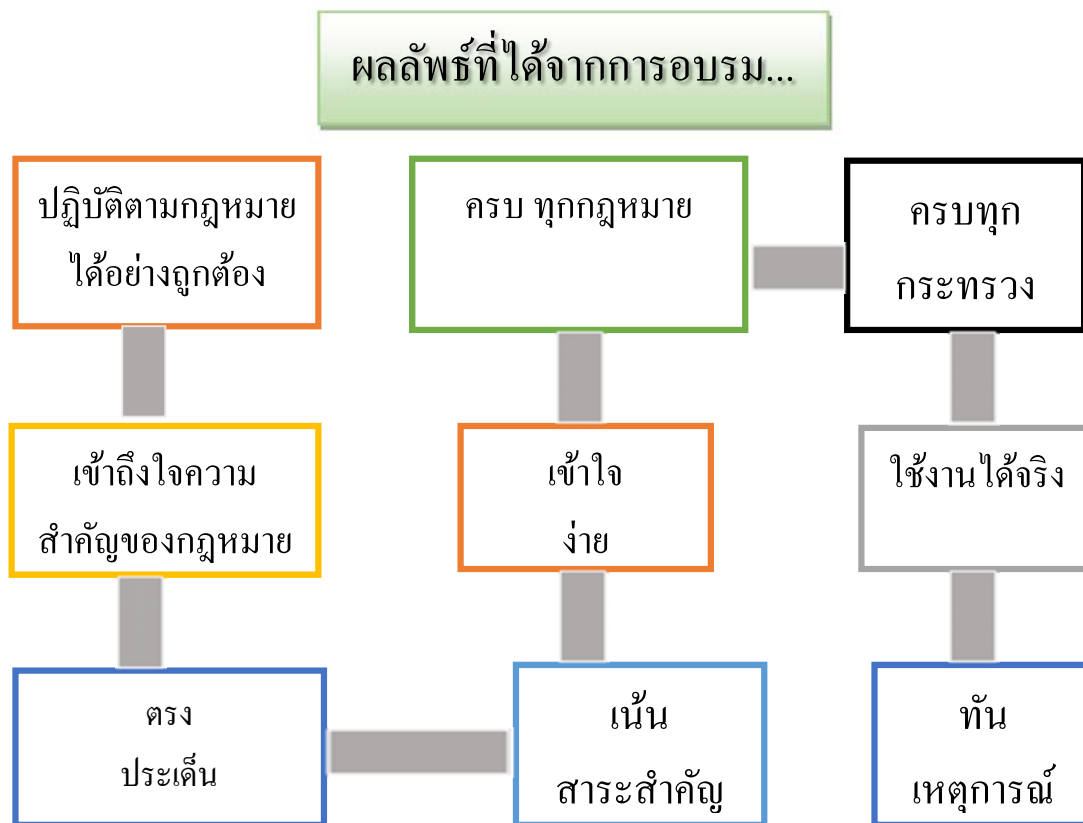 ผลลัพธ์ที่ได้จากการอบรม...
ปฏิบัติตามกฎหมาย
ได้อย่างถูกต้อง
เข้าถึงใจความ
สำคัญของกฎหมาย
ตรง
ประเด็น
เน้น
สาระสำคัญ
เข้าใจ
ง่าย
ครบ ทุกกฎหมาย
ครบทุก
กระทรวง
ใช้งานได้จริง
ทัน
เหตุการณ์